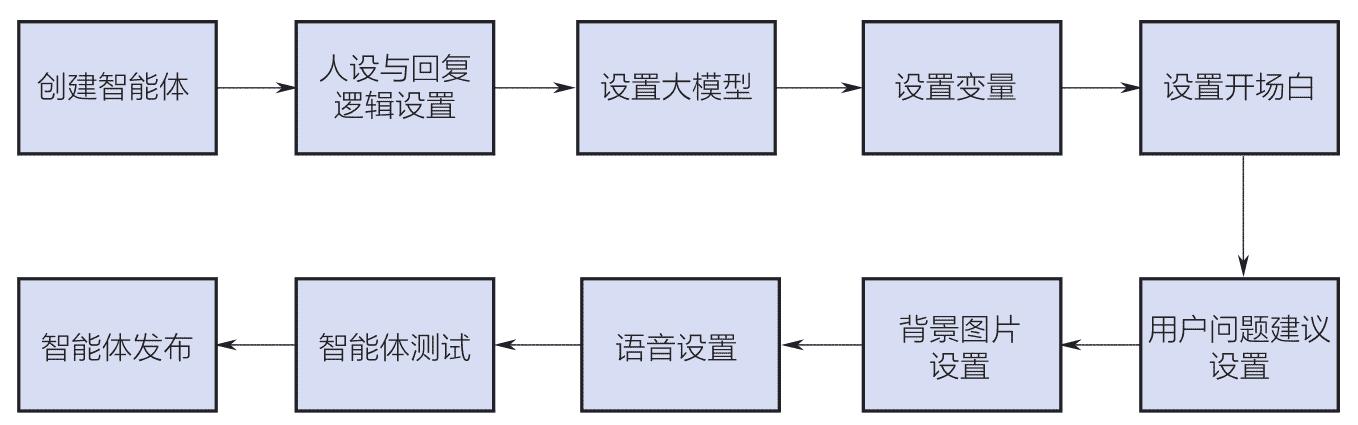 创建智能体
人设与回复
逻辑设置
设置大模型
设置变量
设置开场白
用户问题建议
设置
背景图片
设置
语音设置
智能体测试
智能体发布